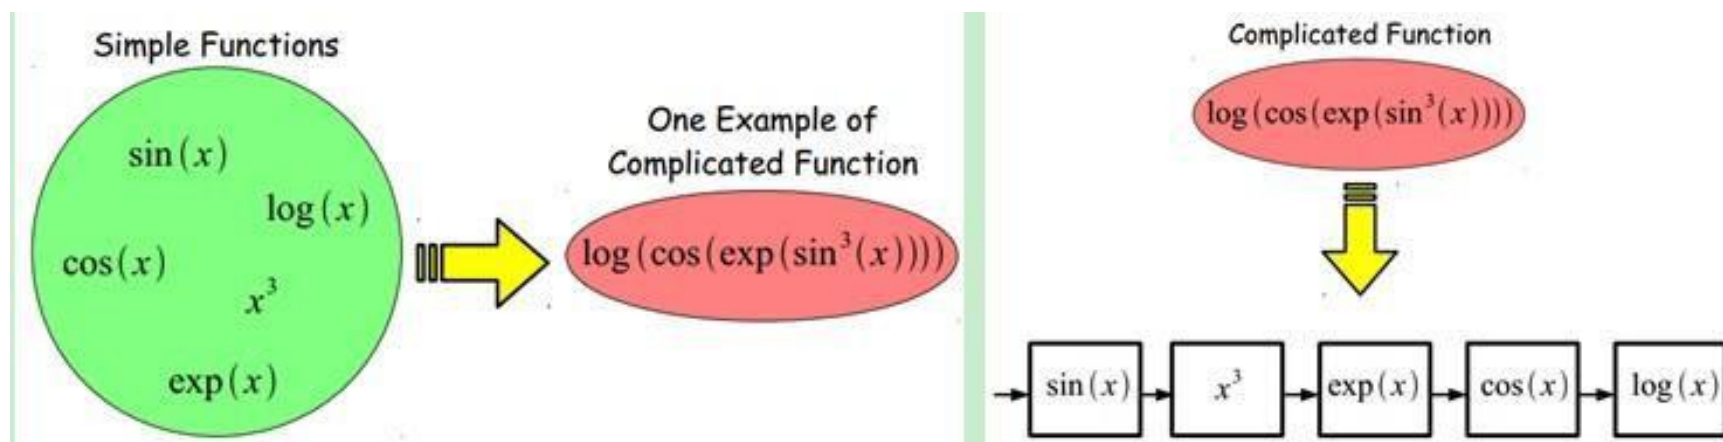 Simple Functions
sin(x)
log(x)
cos(x)
x³
exp(x)
One Example of
Complicated Function
log(cos(exp(sin³(x))))
Complicated Function
log(cos(exp(sin³(x))))
sin(x)
x³
exp(x)
cos(x)
log(x)